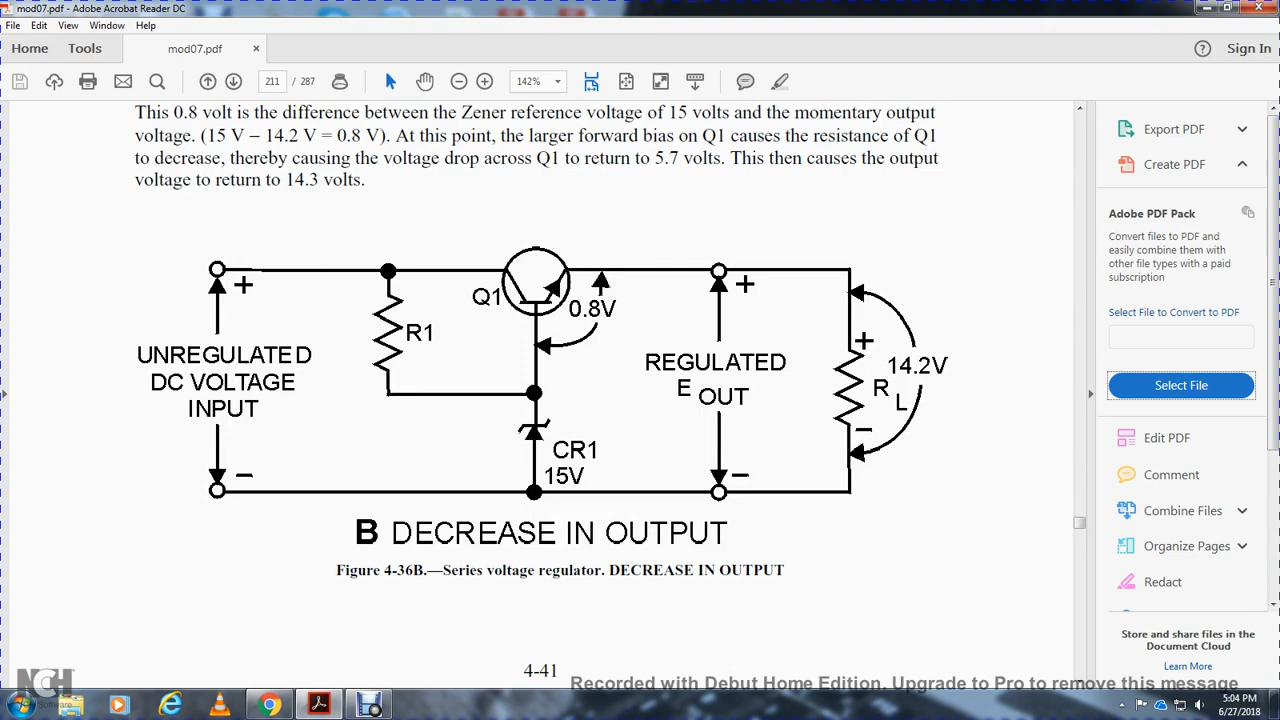 mod07.pdf - Adobe Acrobat Reader DC
File Edit View Window Help
Home Tools mod07.pdf × ? Sign In
211 / 287 142%
This 0.8 volt is the difference between the Zener reference voltage of 15 volts and the momentary output
voltage. (15 V – 14.2 V = 0.8 V). At this point, the larger forward bias on Q1 causes the resistance of Q1
to decrease, thereby causing the voltage drop across Q1 to return to 5.7 volts. This then causes the output
voltage to return to 14.3 volts.
+ Q1 0.8V +
R1
UNREGULATED
DC VOLTAGE
INPUT
REGULATED
E OUT
+
14.2V
R L
–
CR1
15V
– –
B DECREASE IN OUTPUT
Figure 4-36B.—Series voltage regulator. DECREASE IN OUTPUT
4-41
Export PDF
Create PDF
Adobe PDF Pack
Convert files to PDF and
easily combine them with
other file types with a paid
subscription
Select File to Convert to PDF
Select File
Edit PDF
Comment
Combine Files
Organize Pages
Redact
Store and share files in the
Document Cloud
Learn More
NCH
Software
Recorded with Debut Home Edition. Upgrade to Pro to remove this message
5:04 PM
6/27/2018